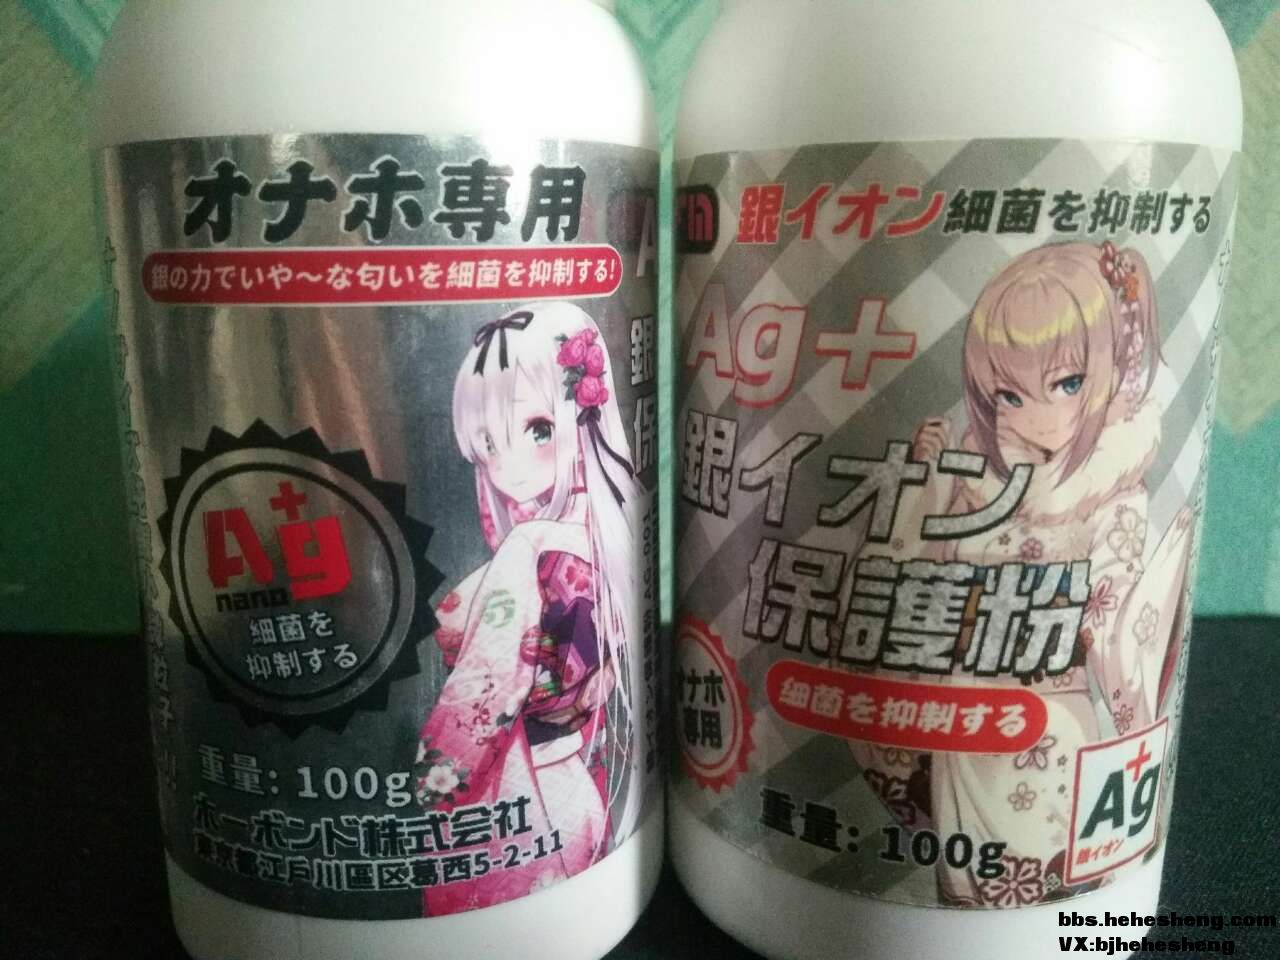 オナホ専用
銀の力でいや～な匂いを細菌を抑制する!
Ag+
nano
細菌を
抑制する
重量: 100g
ホーボンド株式会社
東京都江戸川區区葛西5-2-11
銀イオン細菌を抑制する
Ag+
銀イオン
保護粉
細菌を抑制する
オナホ
専用
重量: 100g
Ag+
銀イオン
bbs.hehesheng.com
VX:bjhehesheng